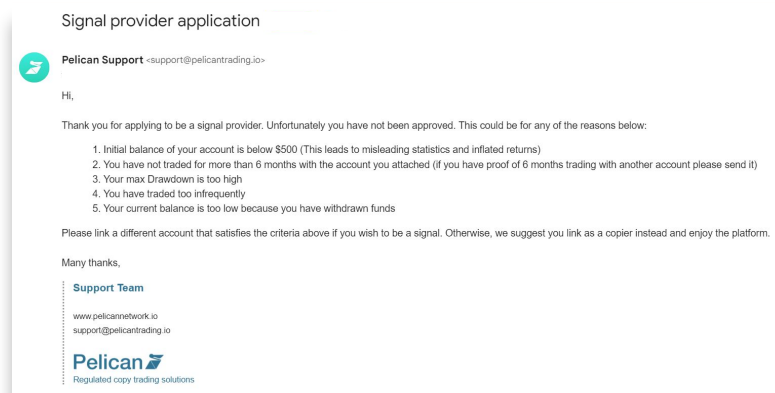 Signal provider application
Pelican Support <support@pelicantrading.io>
Hi,
Thank you for applying to be a signal provider. Unfortunately you have not been approved. This could be for any of the reasons below:
1. Initial balance of your account is below $500 (This leads to misleading statistics and inflated returns)
2. You have not traded for more than 6 months with the account you attached (if you have proof of 6 months trading with another account please send it)
3. Your max Drawdown is too high
4. You have traded too infrequently
5. Your current balance is too low because you have withdrawn funds
Please link a different account that satisfies the criteria above if you wish to be a signal. Otherwise, we suggest you link as a copier instead and enjoy the platform.
Many thanks,
Support Team
www.pelicannetwork.io
support@pelicantrading.io
Pelican
Regulated copy trading solutions